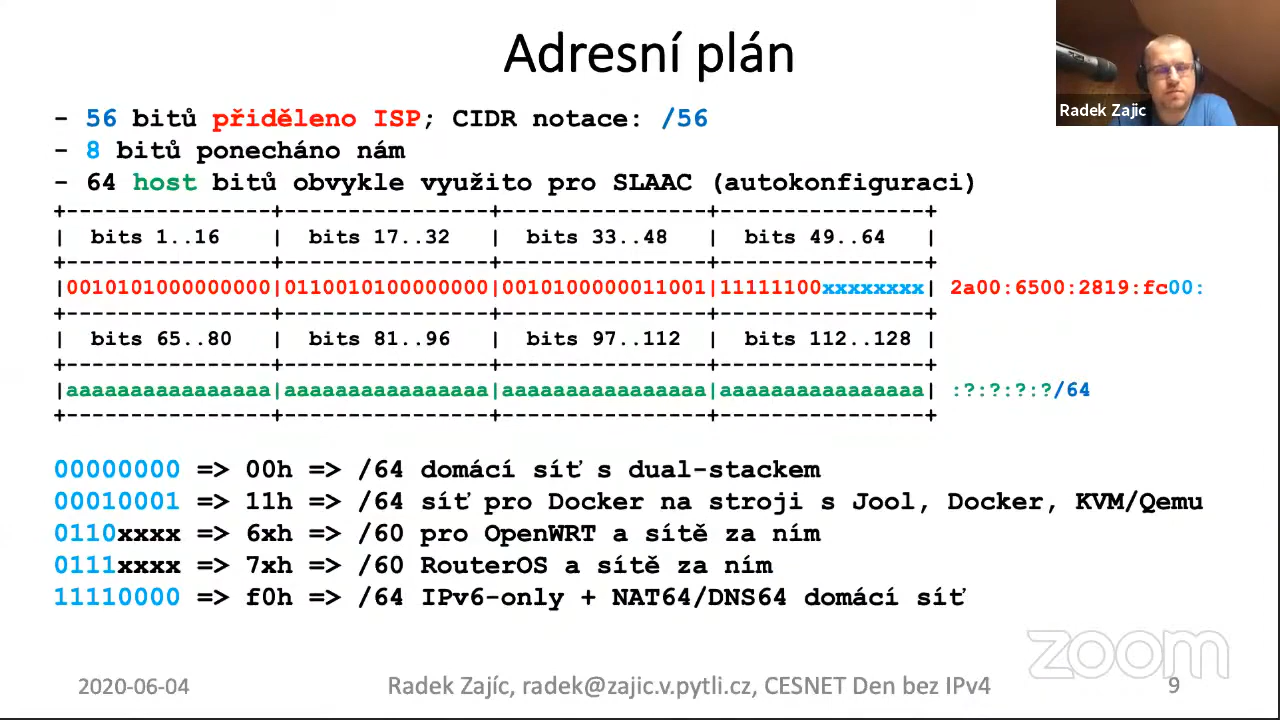 Adresní plán
Radek Zajic
- 56 bitů přiděleno ISP; CIDR notace: /56
- 8 bitů ponecháno nám
- 64 host bitů obvykle využito pro SLAAC (autokonfiguraci)
+----------------+----------------+----------------+----------------+
| bits 1..16 | bits 17..32 | bits 33..48 | bits 49..64 |
+----------------+----------------+----------------+----------------+
|0010101000000000|0110010100000000|0010100000011001|11111100xxxxxxxx| 2a00:6500:2819:fc00:
+----------------+----------------+----------------+----------------+
| bits 65..80 | bits 81..96 | bits 97..112 | bits 112..128 |
+----------------+----------------+----------------+----------------+
|aaaaaaaaaaaaaaaa|aaaaaaaaaaaaaaaa|aaaaaaaaaaaaaaaa|aaaaaaaaaaaaaaaa| :?:?:?:?/64
+----------------+----------------+----------------+----------------+
00000000 => 00h => /64 domácí síť s dual-stackem
00010001 => 11h => /64 síť pro Docker na stroji s Jool, Docker, KVM/Qemu
0110xxxx => 6xh => /60 pro OpenWRT a sítě za ním
0111xxxx => 7xh => /60 RouterOS a sítě za ním
11110000 => f0h => /64 IPv6-only + NAT64/DNS64 domácí síť
zoom
2020-06-04 Radek Zajíc, radek@zajic.v.pytli.cz, CESNET Den bez IPv4 9